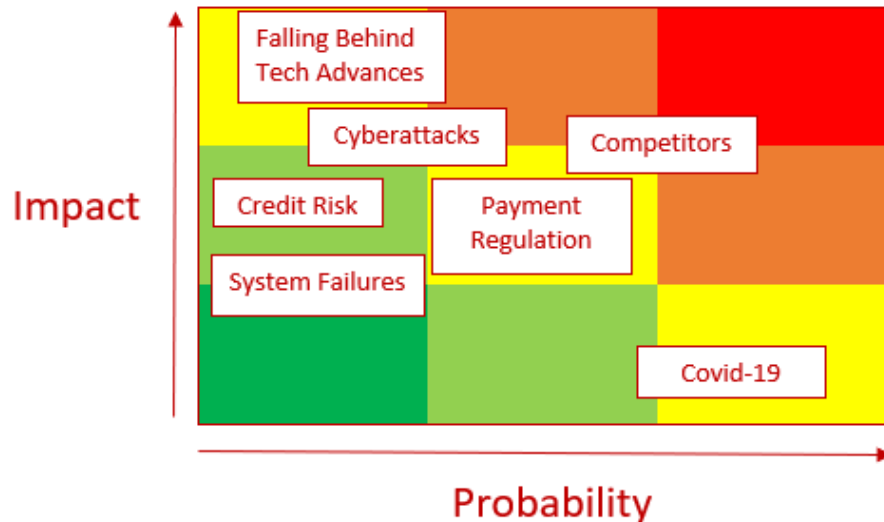 Falling Behind
Tech Advances
Cyberattacks
Competitors
Impact
Credit Risk
Payment
Regulation
System Failures
Covid-19
Probability